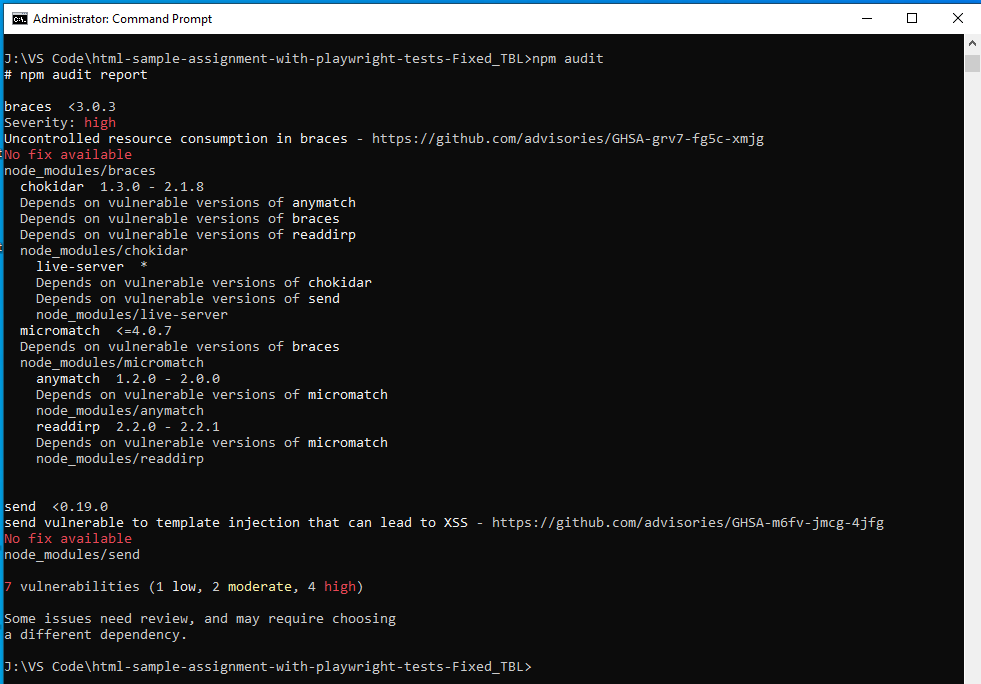 Administrator: Command Prompt
J:\VS Code\html-sample-assignment-with-playwright-tests-Fixed_TBL>npm audit
# npm audit report
braces  <3.0.3
Severity: high
Uncontrolled resource consumption in braces - https://github.com/advisories/GHSA-grv7-fg5c-xmjg
No fix available
node_modules/braces
  chokidar  1.3.0 - 2.1.8
  Depends on vulnerable versions of anymatch
  Depends on vulnerable versions of braces
  Depends on vulnerable versions of readdirp
  node_modules/chokidar
    live-server  *
    Depends on vulnerable versions of chokidar
    Depends on vulnerable versions of send
    node_modules/live-server
  micromatch  <=4.0.7
  Depends on vulnerable versions of braces
  node_modules/micromatch
    anymatch  1.2.0 - 2.0.0
    Depends on vulnerable versions of micromatch
    node_modules/anymatch
    readdirp  2.2.0 - 2.2.1
    Depends on vulnerable versions of micromatch
    node_modules/readdirp
send  <0.19.0
send vulnerable to template injection that can lead to XSS - https://github.com/advisories/GHSA-m6fv-jmcg-4jfg
No fix available
node_modules/send
7 vulnerabilities (1 low, 2 moderate, 4 high)
Some issues need review, and may require choosing
a different dependency.
J:\VS Code\html-sample-assignment-with-playwright-tests-Fixed_TBL>